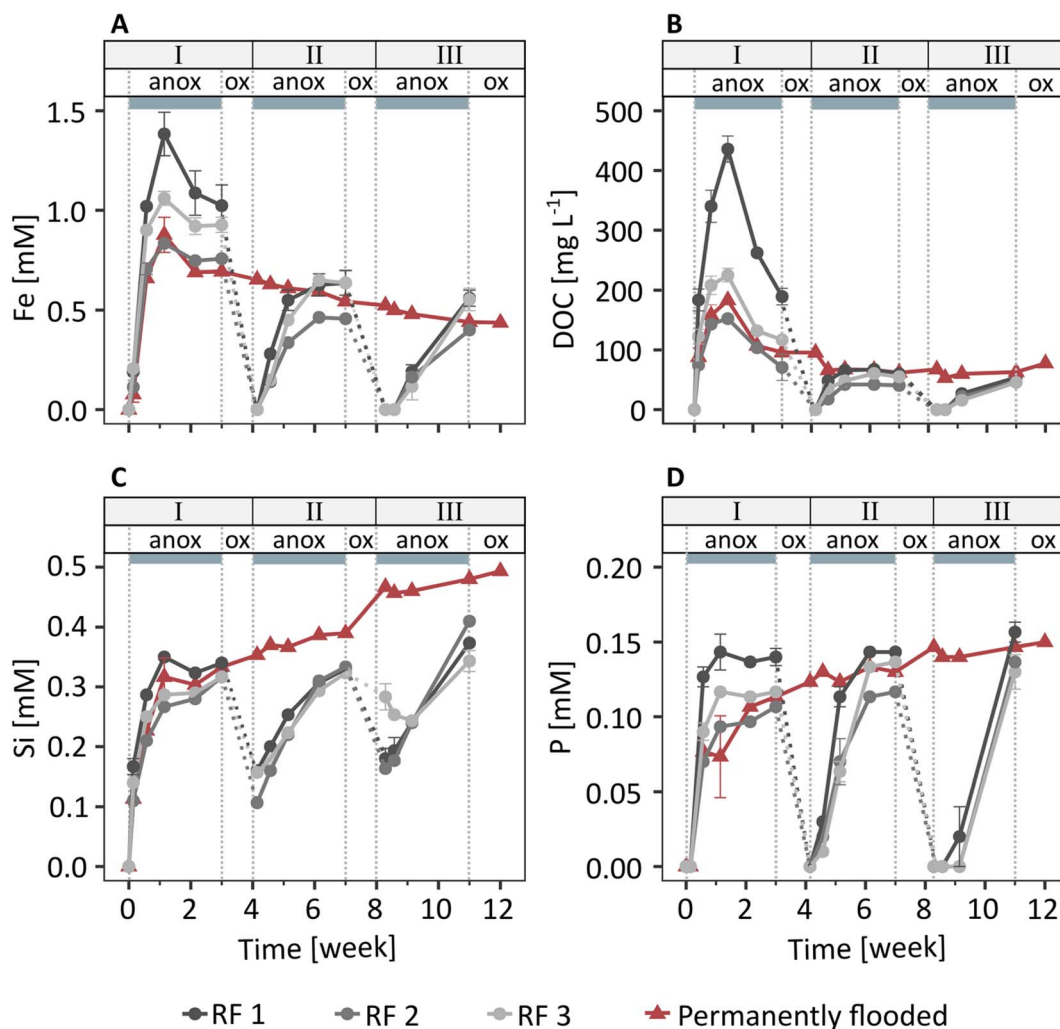 A
I II III
anox ox anox ox anox ox
1.5
1.0
0.5
0.0
Fe [mM]
B
I II III
anox ox anox ox anox ox
500
400
300
200
100
0
DOC [mg L⁻¹]
C
I II III
anox ox anox ox anox ox
0.5
0.4
0.3
0.2
0.1
0.0
Si [mM]
0 2 4 6 8 10 12
Time [week]
D
I II III
anox ox anox ox anox ox
0.20
0.15
0.10
0.05
0.00
P [mM]
0 2 4 6 8 10 12
Time [week]
RF 1 RF 2 RF 3 Permanently flooded